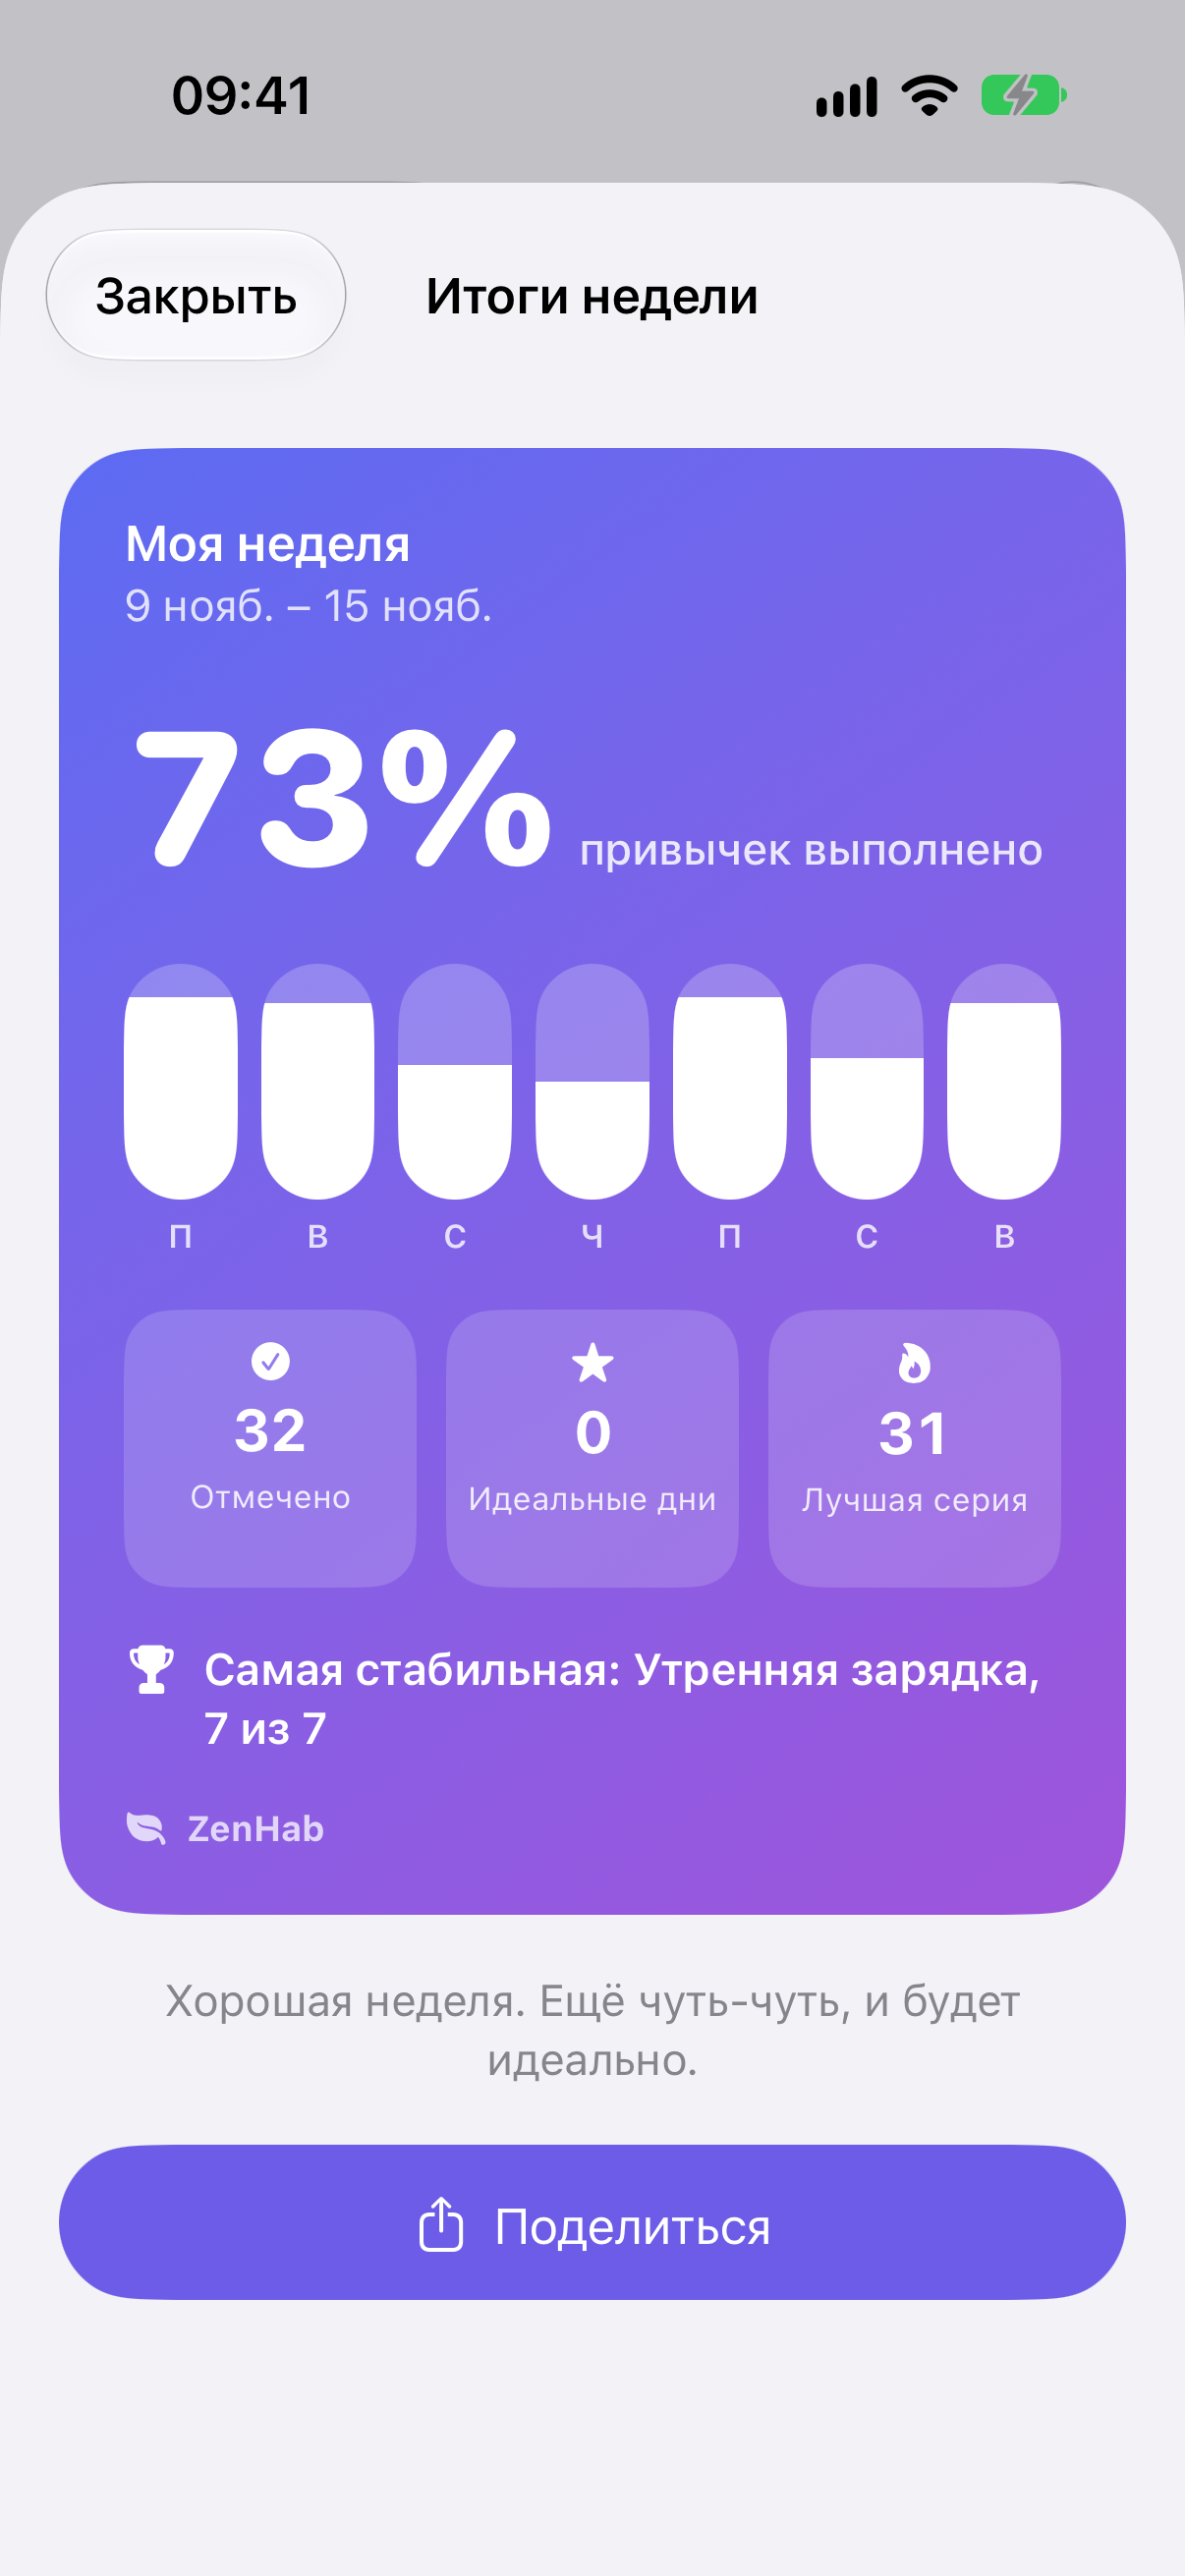 09:41
Закрыть
Итоги недели
Моя неделя
9 нояб. – 15 нояб.
73% привычек выполнено
П В С Ч П С В
32
Отмечено
0
Идеальные дни
31
Лучшая серия
Самая стабильная: Утренняя зарядка,
7 из 7
ZenHab
Хорошая неделя. Ещё чуть-чуть, и будет
идеально.
Поделиться